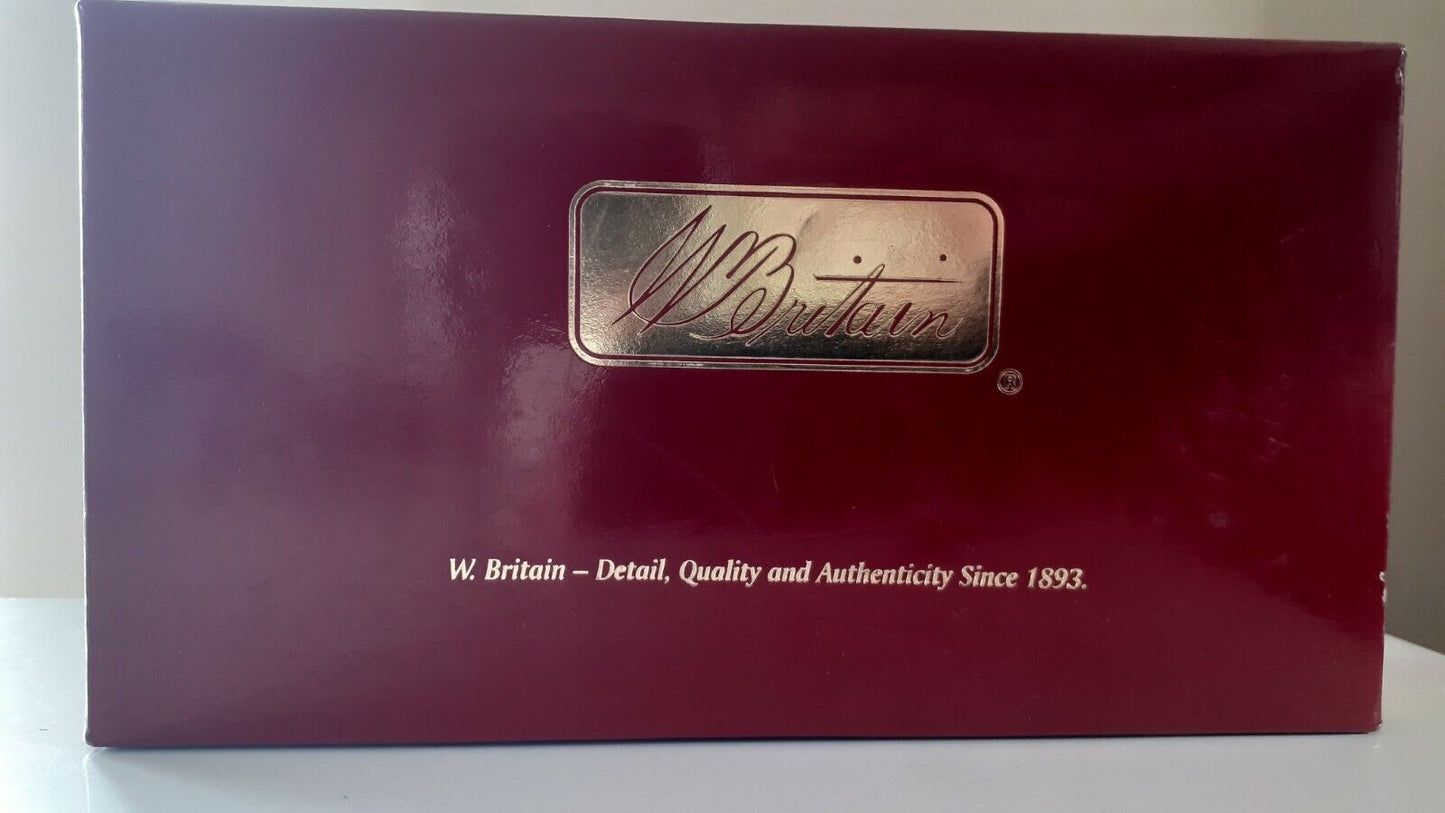 W Britain
®
W. Britain – Detail, Quality and Authenticity Since 1893.